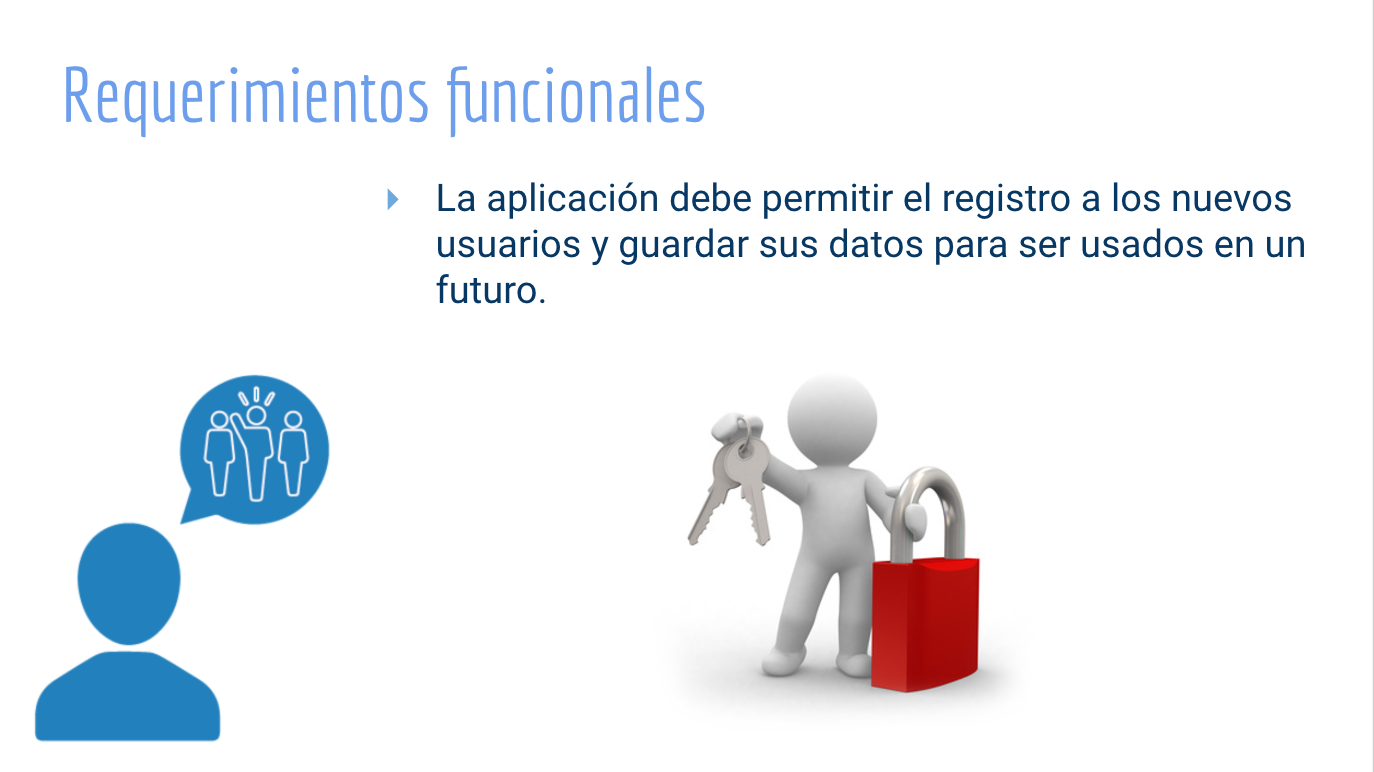 Requerimientos funcionales
La aplicación debe permitir el registro a los nuevos
usuarios y guardar sus datos para ser usados en un
futuro.